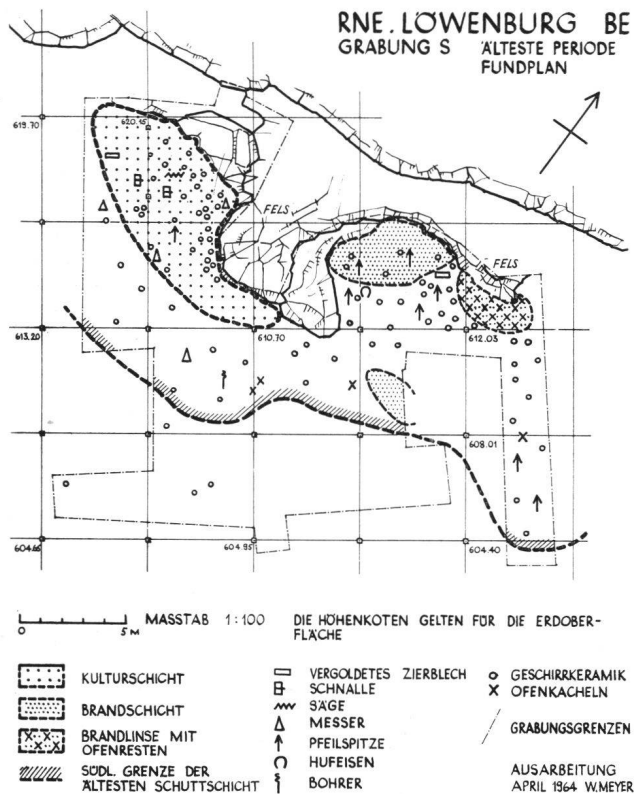 RNE. LÖWENBURG BE
GRABUNG S ÄLTESTE PERIODE
FUNDPLAN
619.70
620.15
FELS
FELS
613.20
610.70
612.03
608.01
604.66
604.95
604.40
0 5 M
MASSTAB 1:100
DIE HÖHENKOTEN GELTEN FÜR DIE ERDOBER-
FLÄCHE
KULTURSCHICHT
BRANDSCHICHT
BRANDLINSE MIT
OFENRESTEN
SÜDL. GRENZE DER
ÄLTESTEN SCHUTTSCHICHT
VERGOLDETES ZIERBLECH
SCHNALLE
SÄGE
MESSER
PFEILSPITZE
HUFEISEN
BOHRER
GESCHIRRKERAMIK
OFENKACHELN
GRABUNGSGRENZEN
AUSARBEITUNG
APRIL 1964 W.MEYER